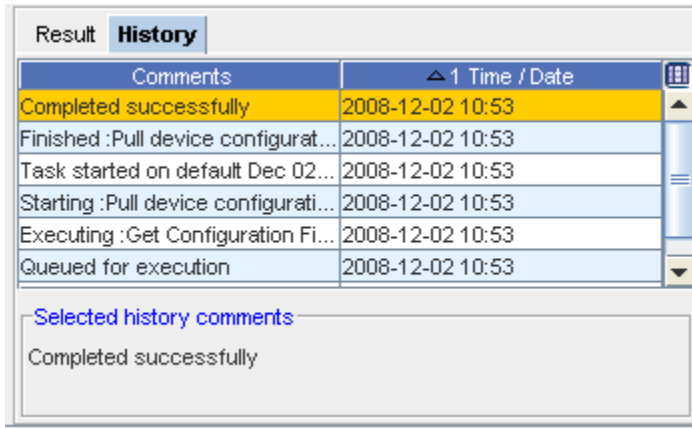 Result History
Comments 1 Time / Date
Completed successfully 2008-12-02 10:53
Finished :Pull device configurat... 2008-12-02 10:53
Task started on default Dec 02... 2008-12-02 10:53
Starting :Pull device configurati... 2008-12-02 10:53
Executing :Get Configuration Fi... 2008-12-02 10:53
Queued for execution 2008-12-02 10:53
Selected history comments
Completed successfully